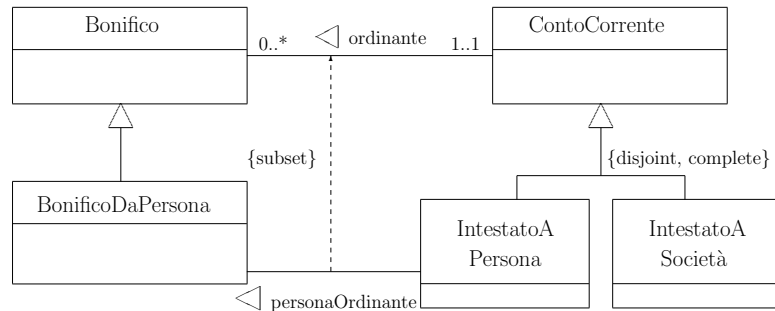 Bonifico
ContoCorrente
0..*
ordinante
1..1
{subset}
{disjoint, complete}
BonificoDaPersona
IntestatoA
Persona
IntestatoA
Società
personaOrdinante